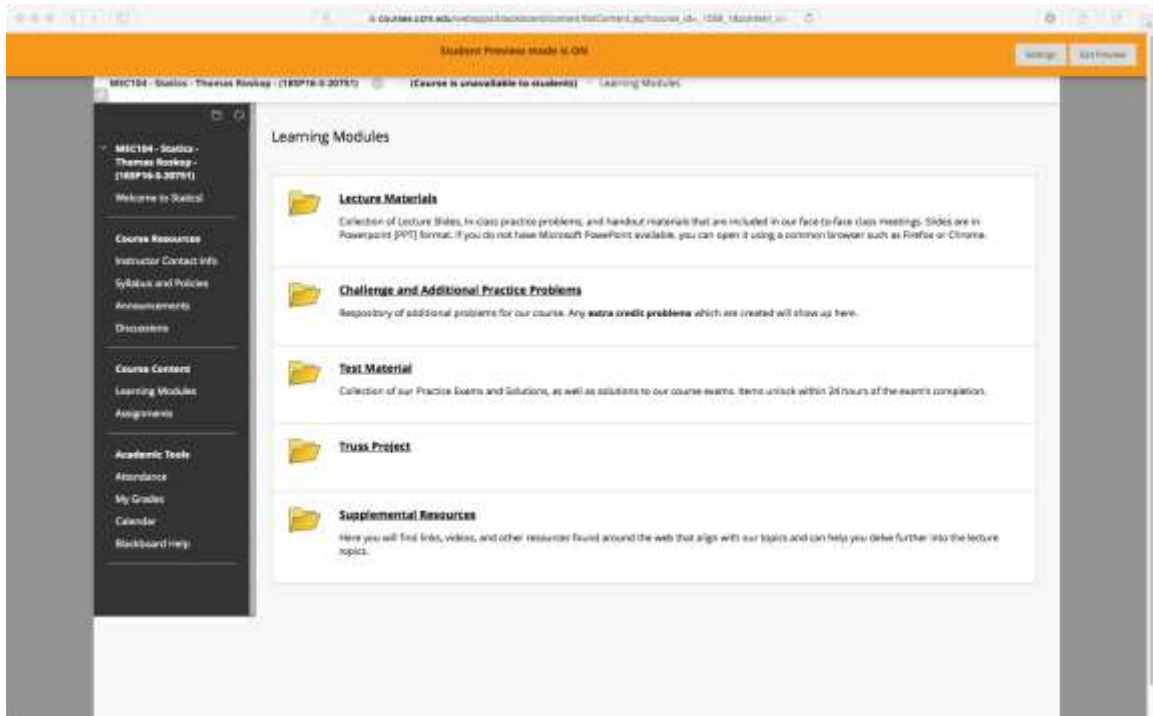 Student Preview mode is ON
Settings
Exit Preview
MEC104 - Statics - Thomas Roskop - (18SP16-S-20751)
(Course is unavailable to students)
Learning Modules
MEC104 - Statics -
Thomas Roskop -
(18SP16-S-20751)
Welcome to Statics!
Course Resources
Instructor Contact Info
Syllabus and Policies
Announcements
Discussions
Course Content
Learning Modules
Assignments
Academic Tools
Attendance
My Grades
Calendar
Blackboard Help
Learning Modules
Lecture Materials
Collection of Lecture Slides, in-class practice problems, and handout materials that are included in our face-to-face class meetings. Slides are in
Powerpoint [PPT] format. If you do not have Microsoft PowerPoint available, you can open it using a common browser such as Firefox or Chrome.
Challenge and Additional Practice Problems
Respository of additional problems for our course. Any extra credit problems which are created will show up here.
Test Material
Collection of our Practice Exams and Solutions, as well as solutions to our course exams. Items unlock within 24 hours of the exam's completion.
Truss Project
Supplemental Resources
Here you will find links, videos, and other resources found around the web that align with our topics and can help you delve further into the lecture
topics.